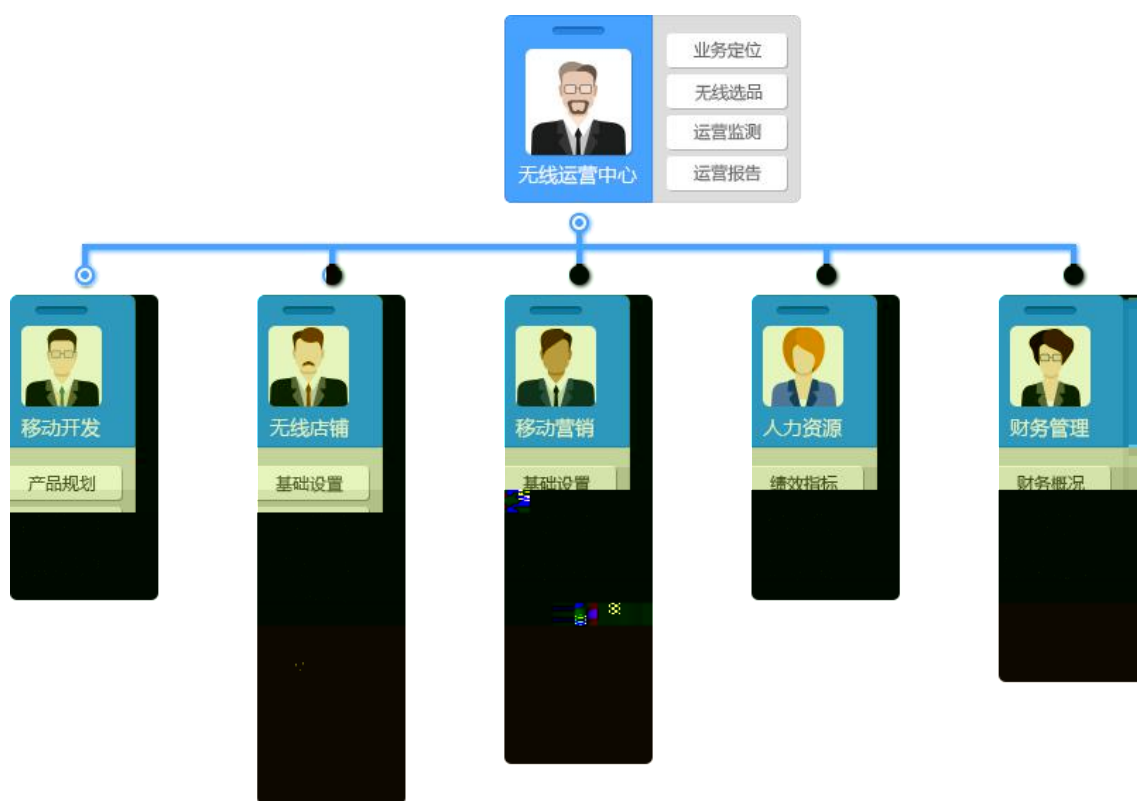 业务定位
无线选品
运营监测
运营报告
无线运营中心
移动开发
无线店铺
移动营销
人力资源
财务管理
产品规划
基础设置
基础设置
绩效指标
财务概况